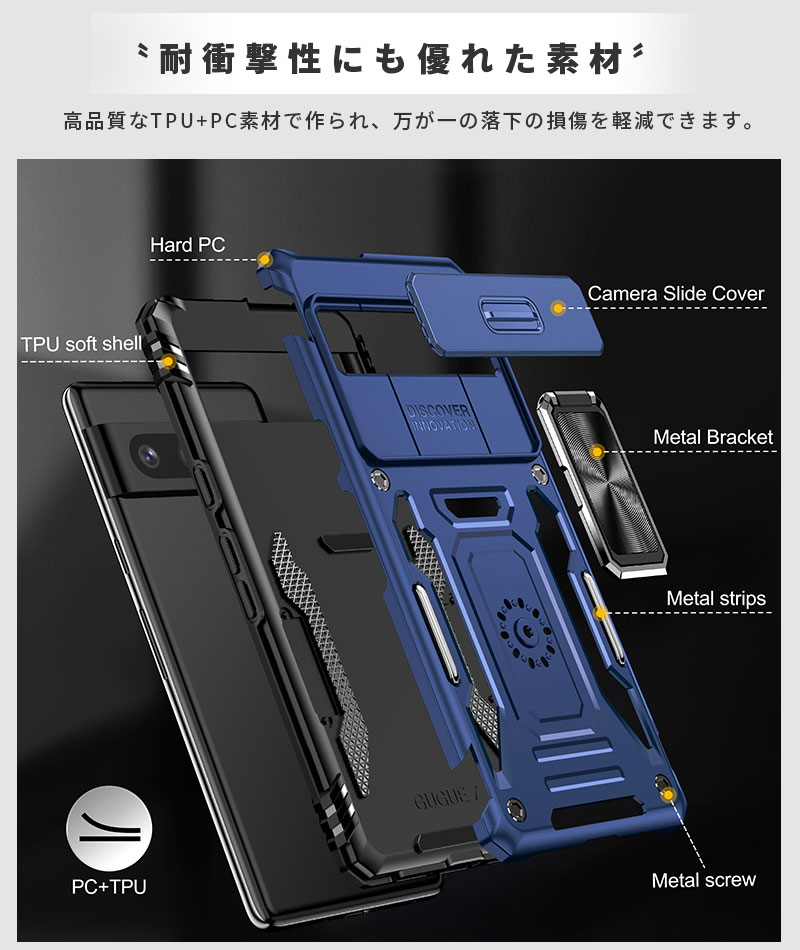 〝耐衝撃性にも優れた素材〞
高品質なTPU+PC素材で作られ、万が一の落下の損傷を軽減できます。
Hard PC
Camera Slide Cover
TPU soft shell
DISCOVER
INNOVATION
Metal Bracket
Metal strips
GUGUE 7
PC+TPU
Metal screw